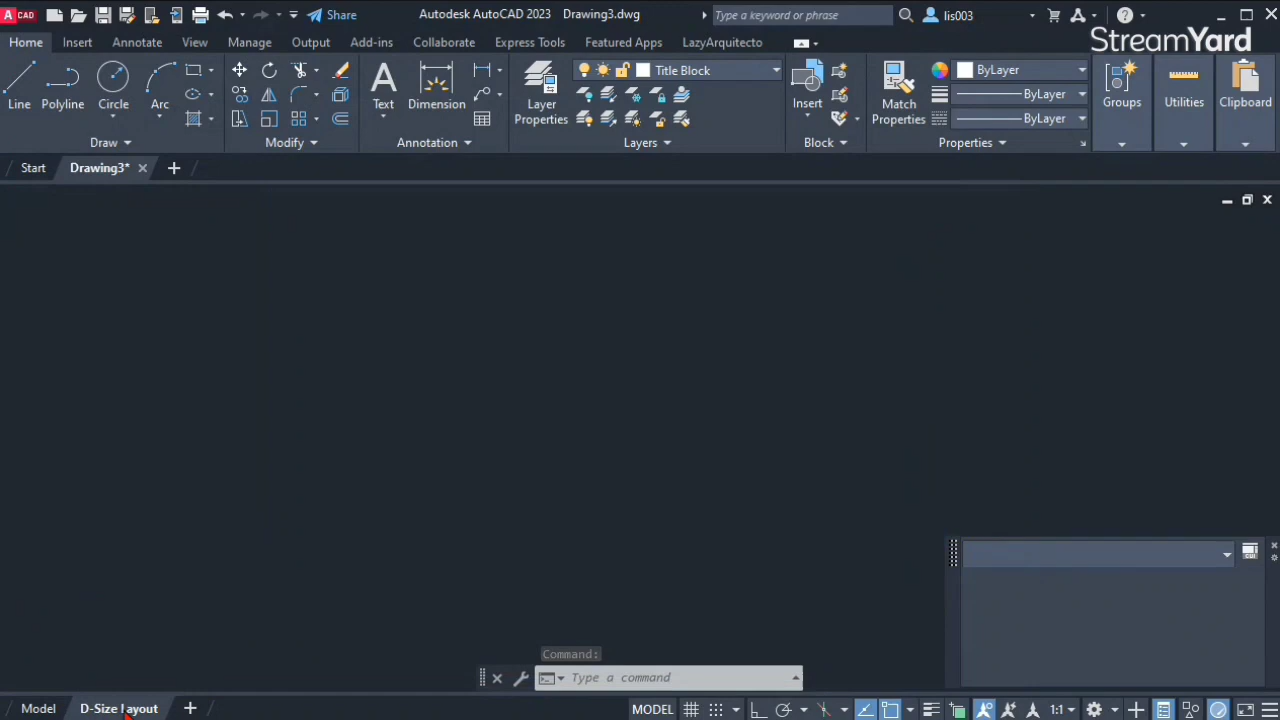 CAD
Share
Autodesk AutoCAD 2023 Drawing3.dwg
Type a keyword or phrase
lis003
StreamYard
Home Insert Annotate View Manage Output Add-ins Collaborate Express Tools Featured Apps LazyArquitecto
Line Polyline Circle Arc
Text Dimension
Layer Properties
Title Block
Insert
Match Properties
ByLayer
ByLayer
ByLayer
Groups Utilities Clipboard
Draw Modify Annotation Layers Block Properties
Start Drawing3*
Command:
Type a command
Model D-Size Layout
MODEL 1:1